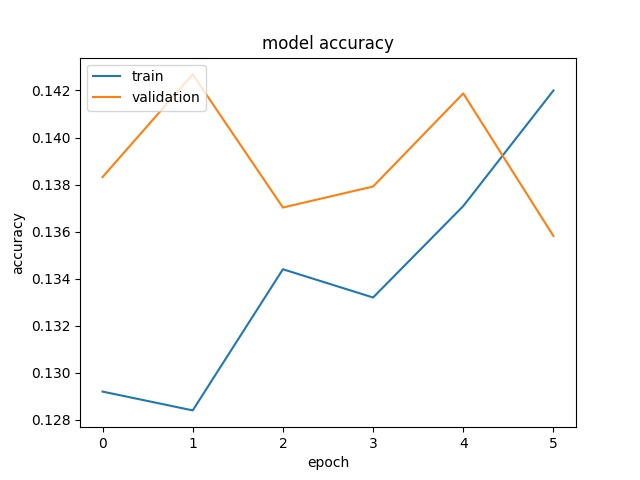 model accuracy
train
validation
accuracy
0.142
0.140
0.138
0.136
0.134
0.132
0.130
0.128
0 1 2 3 4 5
epoch